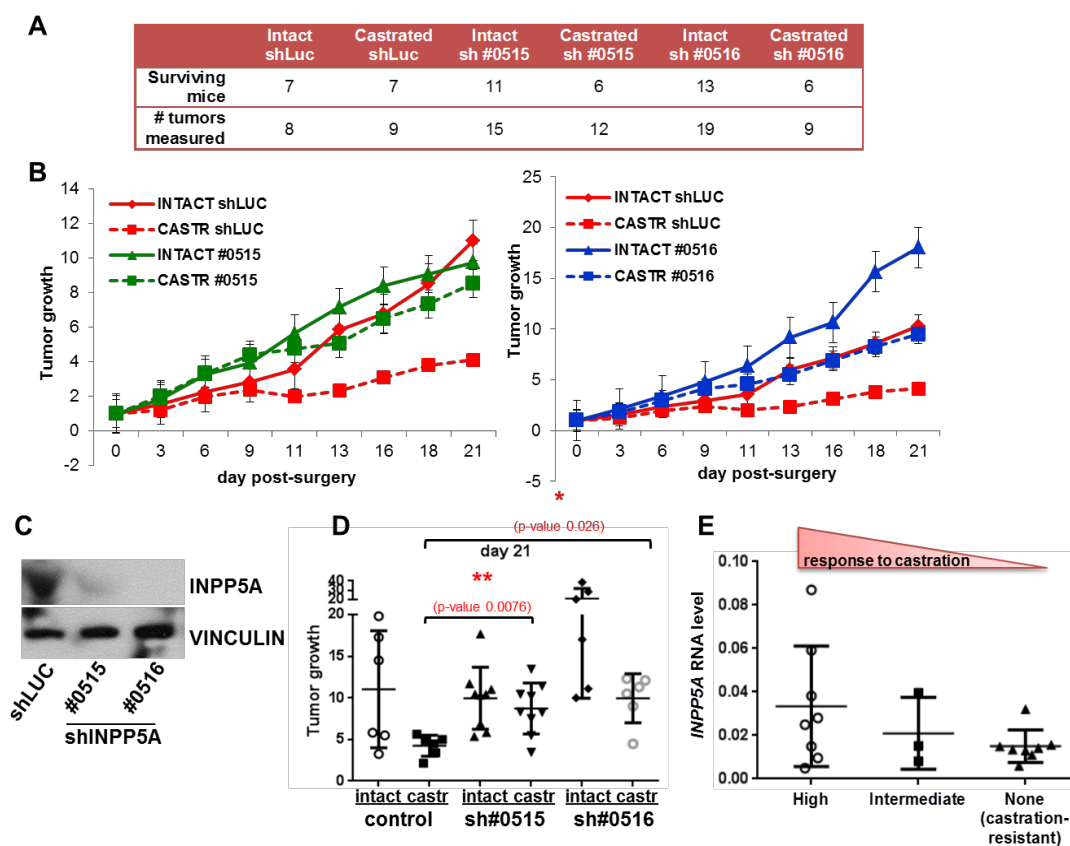 A
Intact shLuc
Castrated shLuc
Intact sh #0515
Castrated sh #0515
Intact sh #0516
Castrated sh #0516
Surviving mice 7 7 11 6 13 6
# tumors measured 8 9 15 12 19 9
B
14
12
10
8
6
4
2
0
-2
Tumor growth
INTACT shLUC
CASTR shLUC
INTACT #0515
CASTR #0515
0 3 6 9 11 13 16 18 21
day post-surgery
25
20
15
10
5
0
-5
Tumor growth
INTACT shLUC
CASTR shLUC
INTACT #0516
CASTR #0516
0 3 6 9 11 13 16 18 21
day post-surgery
*
C
INPP5A
VINCULIN
shLUC
#0515
#0516
shINPP5A
D
(p-value 0.026)
day 21
**
(p-value 0.0076)
40
30
20
20
15
10
5
0
Tumor growth
intact castr intact castr intact castr
control sh#0515 sh#0516
E
response to castration
0.10
0.08
0.06
0.04
0.02
0.00
INPP5A RNA level
High
Intermediate
None
(castration-
resistant)